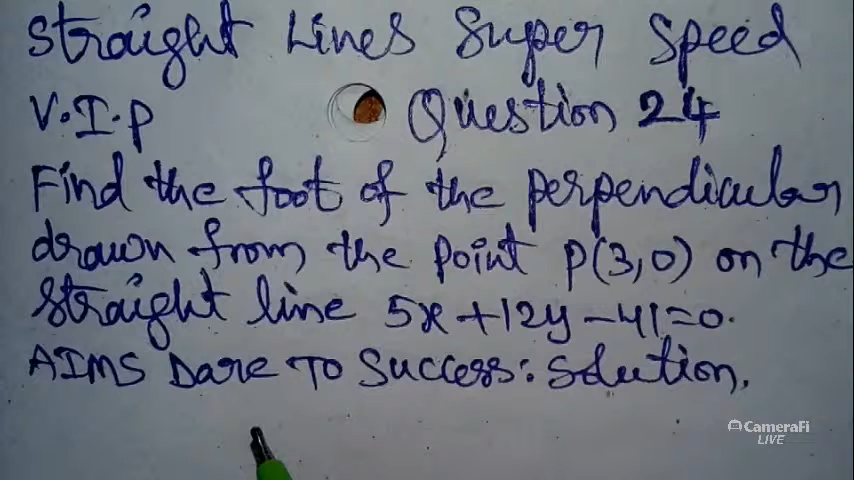 Straight Lines Super Speed
V.I.P Question 24
Find the foot of the perpendicular
drawn from the point P(3,0) on the
straight line 5x+12y-41=0.
AIMS Dare To Success: Solution.
CameraFi
LIVE